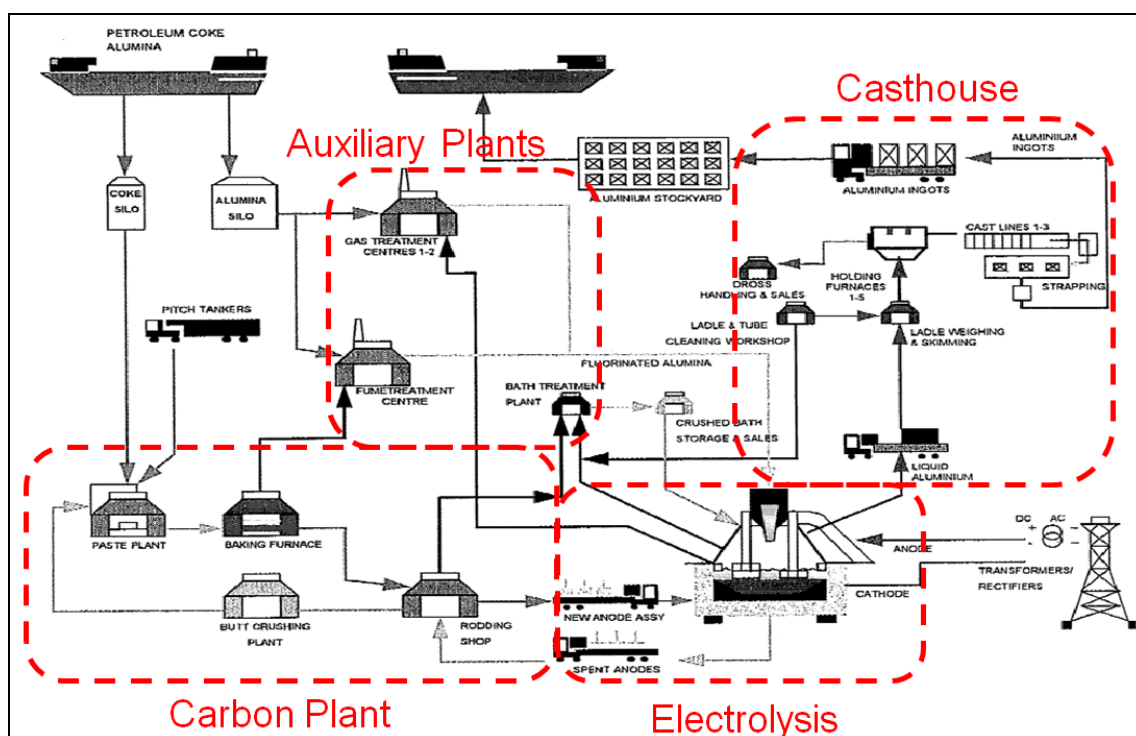 PETROLEUM COKE
ALUMINA
Casthouse
Auxiliary Plants
ALUMINIIUM
INGOTS
ALUMINIUM INGOTS
ALUMINIUM STOCKYARD
COKE
SILO
ALUMINA
SILO
GAS TREATMENT
CENTRES 1-2
CAST LINES 1-3
STRAPPING
HOLDING
FURNACES
1-5
DROSS
HANDLING & SALES
PITCH TANKERS
LADLE & TUBE
CLEANING WORKSHOP
LADLE WEIGHING
& SKIMMING
FLUORINATED ALUMINA
FUMETREATMENT
CENTRE
BATH TREATMENT
PLANT
CRUSHED BATH
STORAGE & SALES
LIQUID
ALUMINIUM
PASTE PLANT
BAKING FURNACE
DC AC
ANODE
TRANSFORMERS/
RECTIFIERS
CATHODE
BUTT CRUSHING
PLANT
RODDING
SHOP
NEW ANODE ASSY
SPENT ANODES
Carbon Plant
Electrolysis